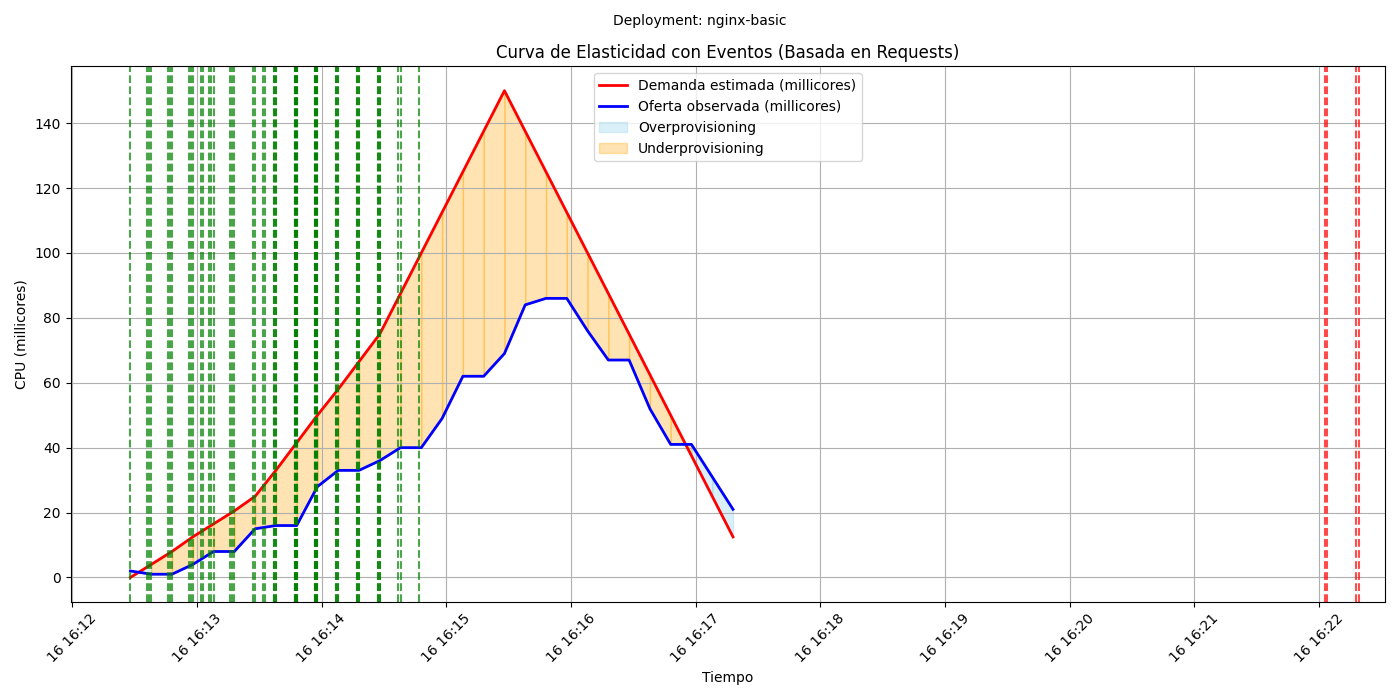 Deployment: nginx-basic
Curva de Elasticidad con Eventos (Basada en Requests)
Demanda estimada (millicores)
Oferta observada (millicores)
Overprovisioning
Underprovisioning
CPU (millicores)
140
120
100
80
60
40
20
0
16 16:12
16 16:13
16 16:14
16 16:15
16 16:16
16 16:17
16 16:18
16 16:19
16 16:20
16 16:21
16 16:22
Tiempo